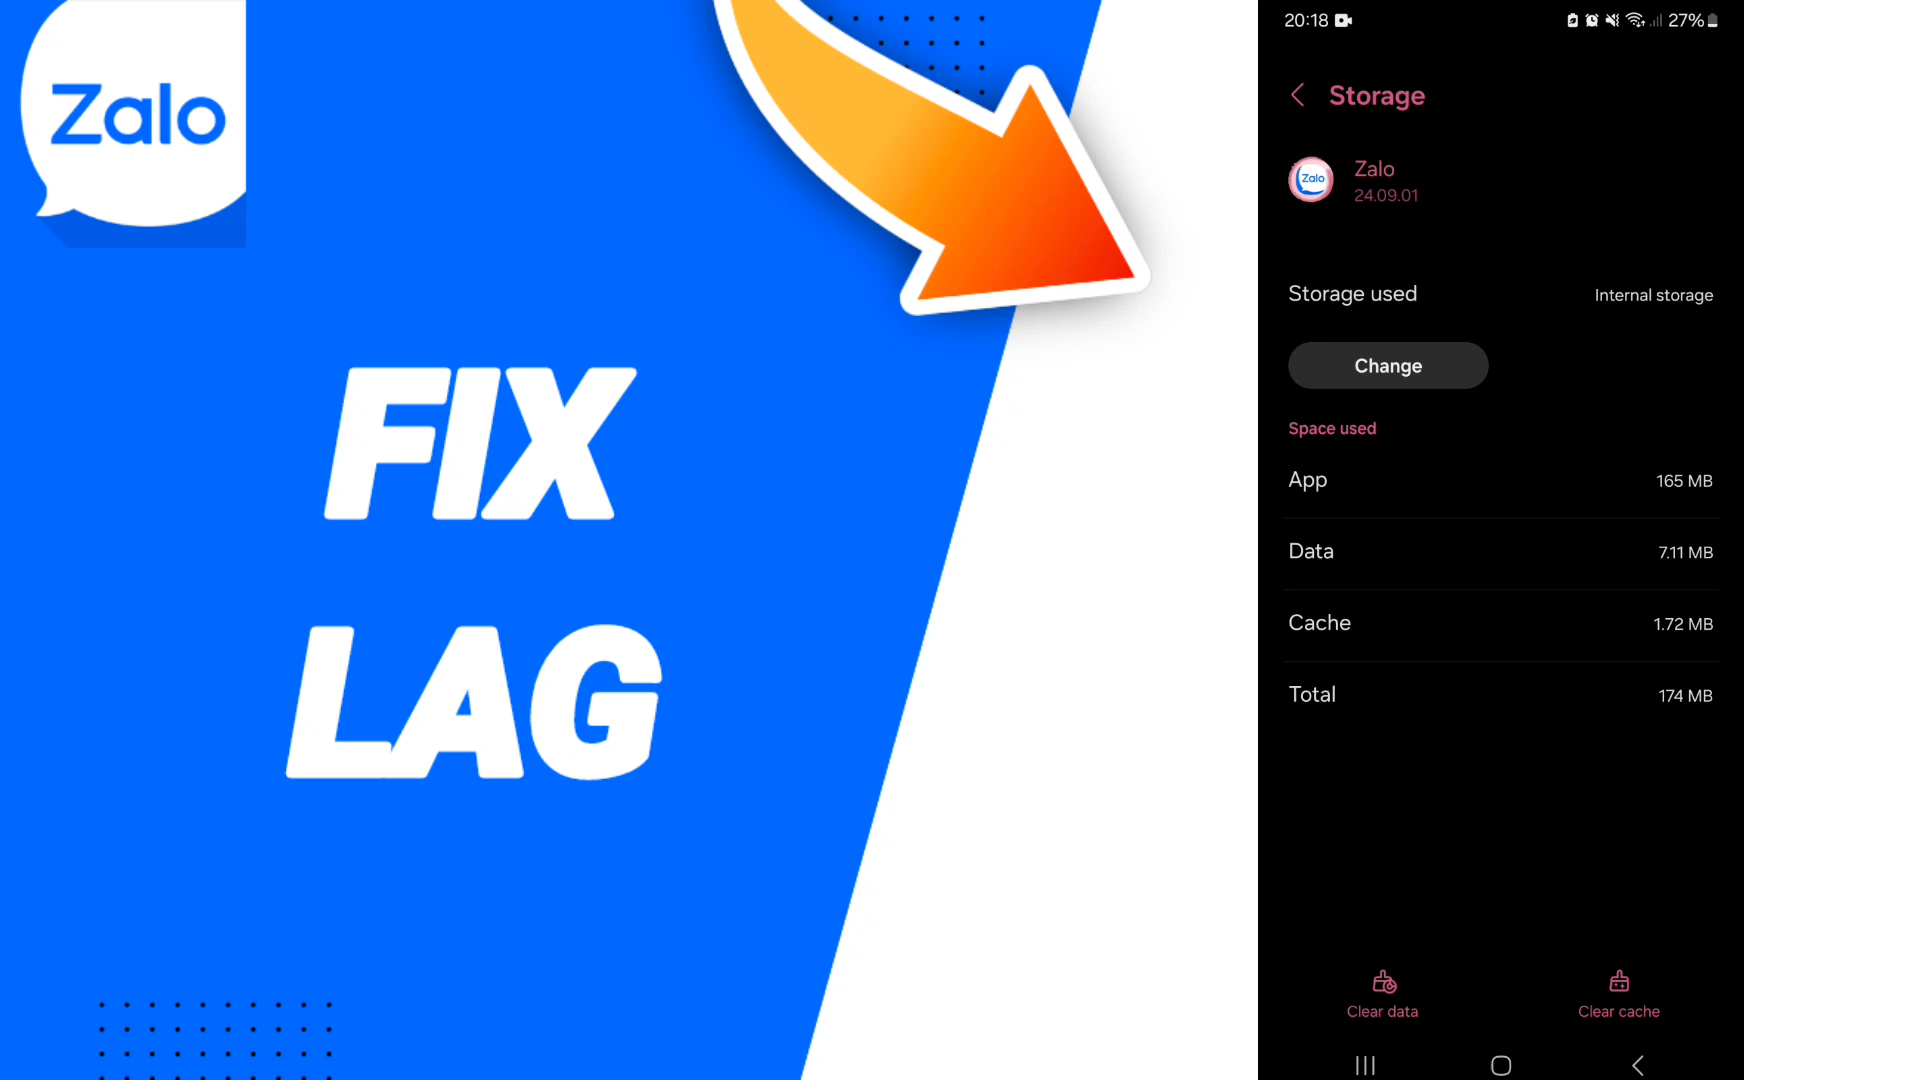 Zalo
FIX
LAG
20:18
27%
Storage
Zalo
Zalo
24.09.01
Storage used
Internal storage
Change
Space used
App
165 MB
Data
7.11 MB
Cache
1.72 MB
Total
174 MB
Clear data
Clear cache